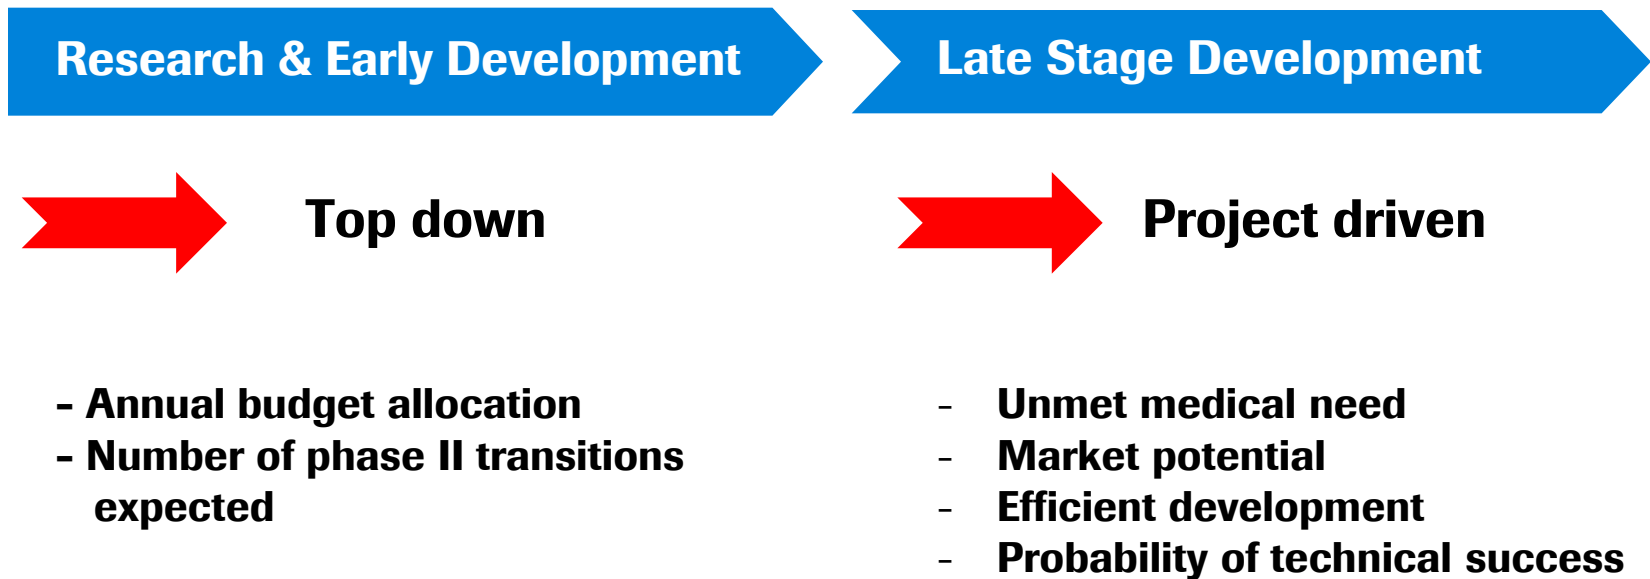 Research & Early Development
Late Stage Development
Top down
Project driven
- Annual budget allocation
- Number of phase II transitions
expected
- Unmet medical need
- Market potential
- Efficient development
- Probability of technical success